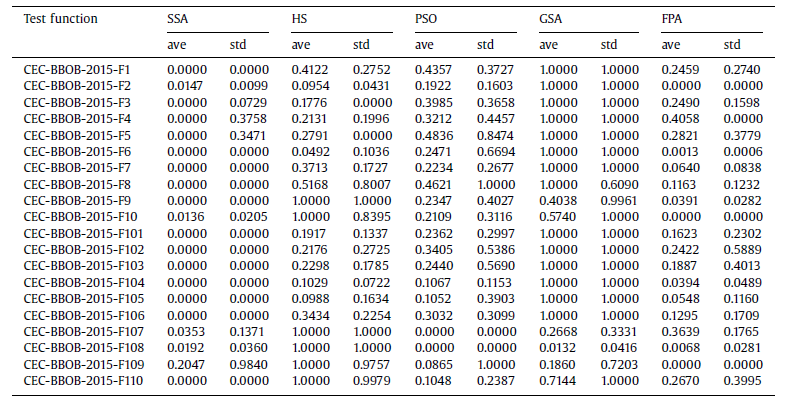 Test function SSA HS PSO GSA FPA
ave std ave std ave std ave std ave std
CEC-BBOB-2015-F1 0.0000 0.0000 0.4122 0.2752 0.4357 0.3727 1.0000 1.0000 0.2459 0.2740
CEC-BBOB-2015-F2 0.0147 0.0099 0.0954 0.0431 0.1922 0.1603 1.0000 1.0000 0.0000 0.0000
CEC-BBOB-2015-F3 0.0000 0.0729 0.1776 0.0000 0.3985 0.3658 1.0000 1.0000 0.2490 0.1598
CEC-BBOB-2015-F4 0.0000 0.3758 0.2131 0.1996 0.3212 0.4457 1.0000 1.0000 0.4058 0.0000
CEC-BBOB-2015-F5 0.0000 0.3471 0.2791 0.0000 0.4836 0.8474 1.0000 1.0000 0.2821 0.3779
CEC-BBOB-2015-F6 0.0000 0.0000 0.0492 0.1036 0.2471 0.6694 1.0000 1.0000 0.0013 0.0006
CEC-BBOB-2015-F7 0.0000 0.0000 0.3713 0.1727 0.2234 0.2677 1.0000 1.0000 0.0640 0.0838
CEC-BBOB-2015-F8 0.0000 0.0000 0.5168 0.8007 0.4621 1.0000 1.0000 0.6090 0.1163 0.1232
CEC-BBOB-2015-F9 0.0000 0.0000 1.0000 1.0000 0.2347 0.4027 0.4038 0.9961 0.0391 0.0282
CEC-BBOB-2015-F10 0.0136 0.0205 1.0000 0.8395 0.2109 0.3116 0.5740 1.0000 0.0000 0.0000
CEC-BBOB-2015-F101 0.0000 0.0000 0.1917 0.1337 0.2362 0.2997 1.0000 1.0000 0.1623 0.2302
CEC-BBOB-2015-F102 0.0000 0.0000 0.2176 0.2725 0.3405 0.5386 1.0000 1.0000 0.2422 0.5889
CEC-BBOB-2015-F103 0.0000 0.0000 0.2298 0.1785 0.2440 0.5690 1.0000 1.0000 0.1887 0.4013
CEC-BBOB-2015-F104 0.0000 0.0000 0.1029 0.0722 0.1067 0.1153 1.0000 1.0000 0.0394 0.0489
CEC-BBOB-2015-F105 0.0000 0.0000 0.0988 0.1634 0.1052 0.3903 1.0000 1.0000 0.0548 0.1160
CEC-BBOB-2015-F106 0.0000 0.0000 0.3434 0.2254 0.3032 0.3099 1.0000 1.0000 0.1295 0.1709
CEC-BBOB-2015-F107 0.0353 0.1371 1.0000 1.0000 0.0000 0.0000 0.2668 0.3331 0.3639 0.1765
CEC-BBOB-2015-F108 0.0192 0.0360 1.0000 1.0000 0.0000 0.0000 0.0132 0.0416 0.0068 0.0281
CEC-BBOB-2015-F109 0.2047 0.9840 1.0000 0.9757 0.0865 1.0000 0.1860 0.7203 0.0000 0.0000
CEC-BBOB-2015-F110 0.0000 0.0000 1.0000 0.9979 0.1048 0.2387 0.7144 1.0000 0.2670 0.3995